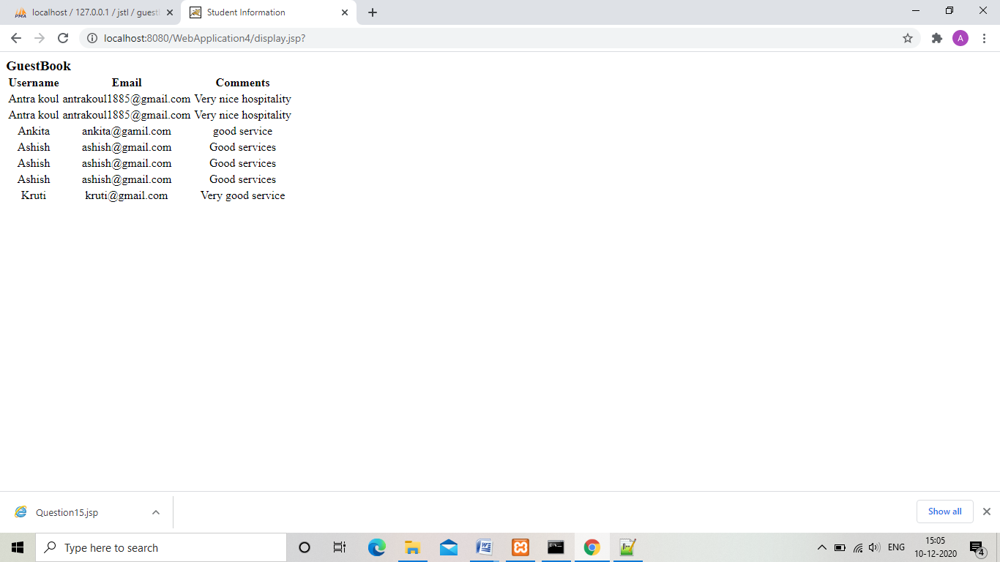 localhost / 127.0.0.1 / jstl / guest
Student Information
localhost:8080/WebApplication4/display.jsp?
A
GuestBook
Username Email Comments
Antra koul antrakoul1885@gmail.com Very nice hospitality
Antra koul antrakoul1885@gmail.com Very nice hospitality
Ankita ankita@gamil.com good service
Ashish ashish@gmail.com Good services
Ashish ashish@gmail.com Good services
Ashish ashish@gmail.com Good services
Kruti kruti@gmail.com Very good service
Question15.jsp
Show all
Type here to search
ENG
15:05
10-12-2020
4